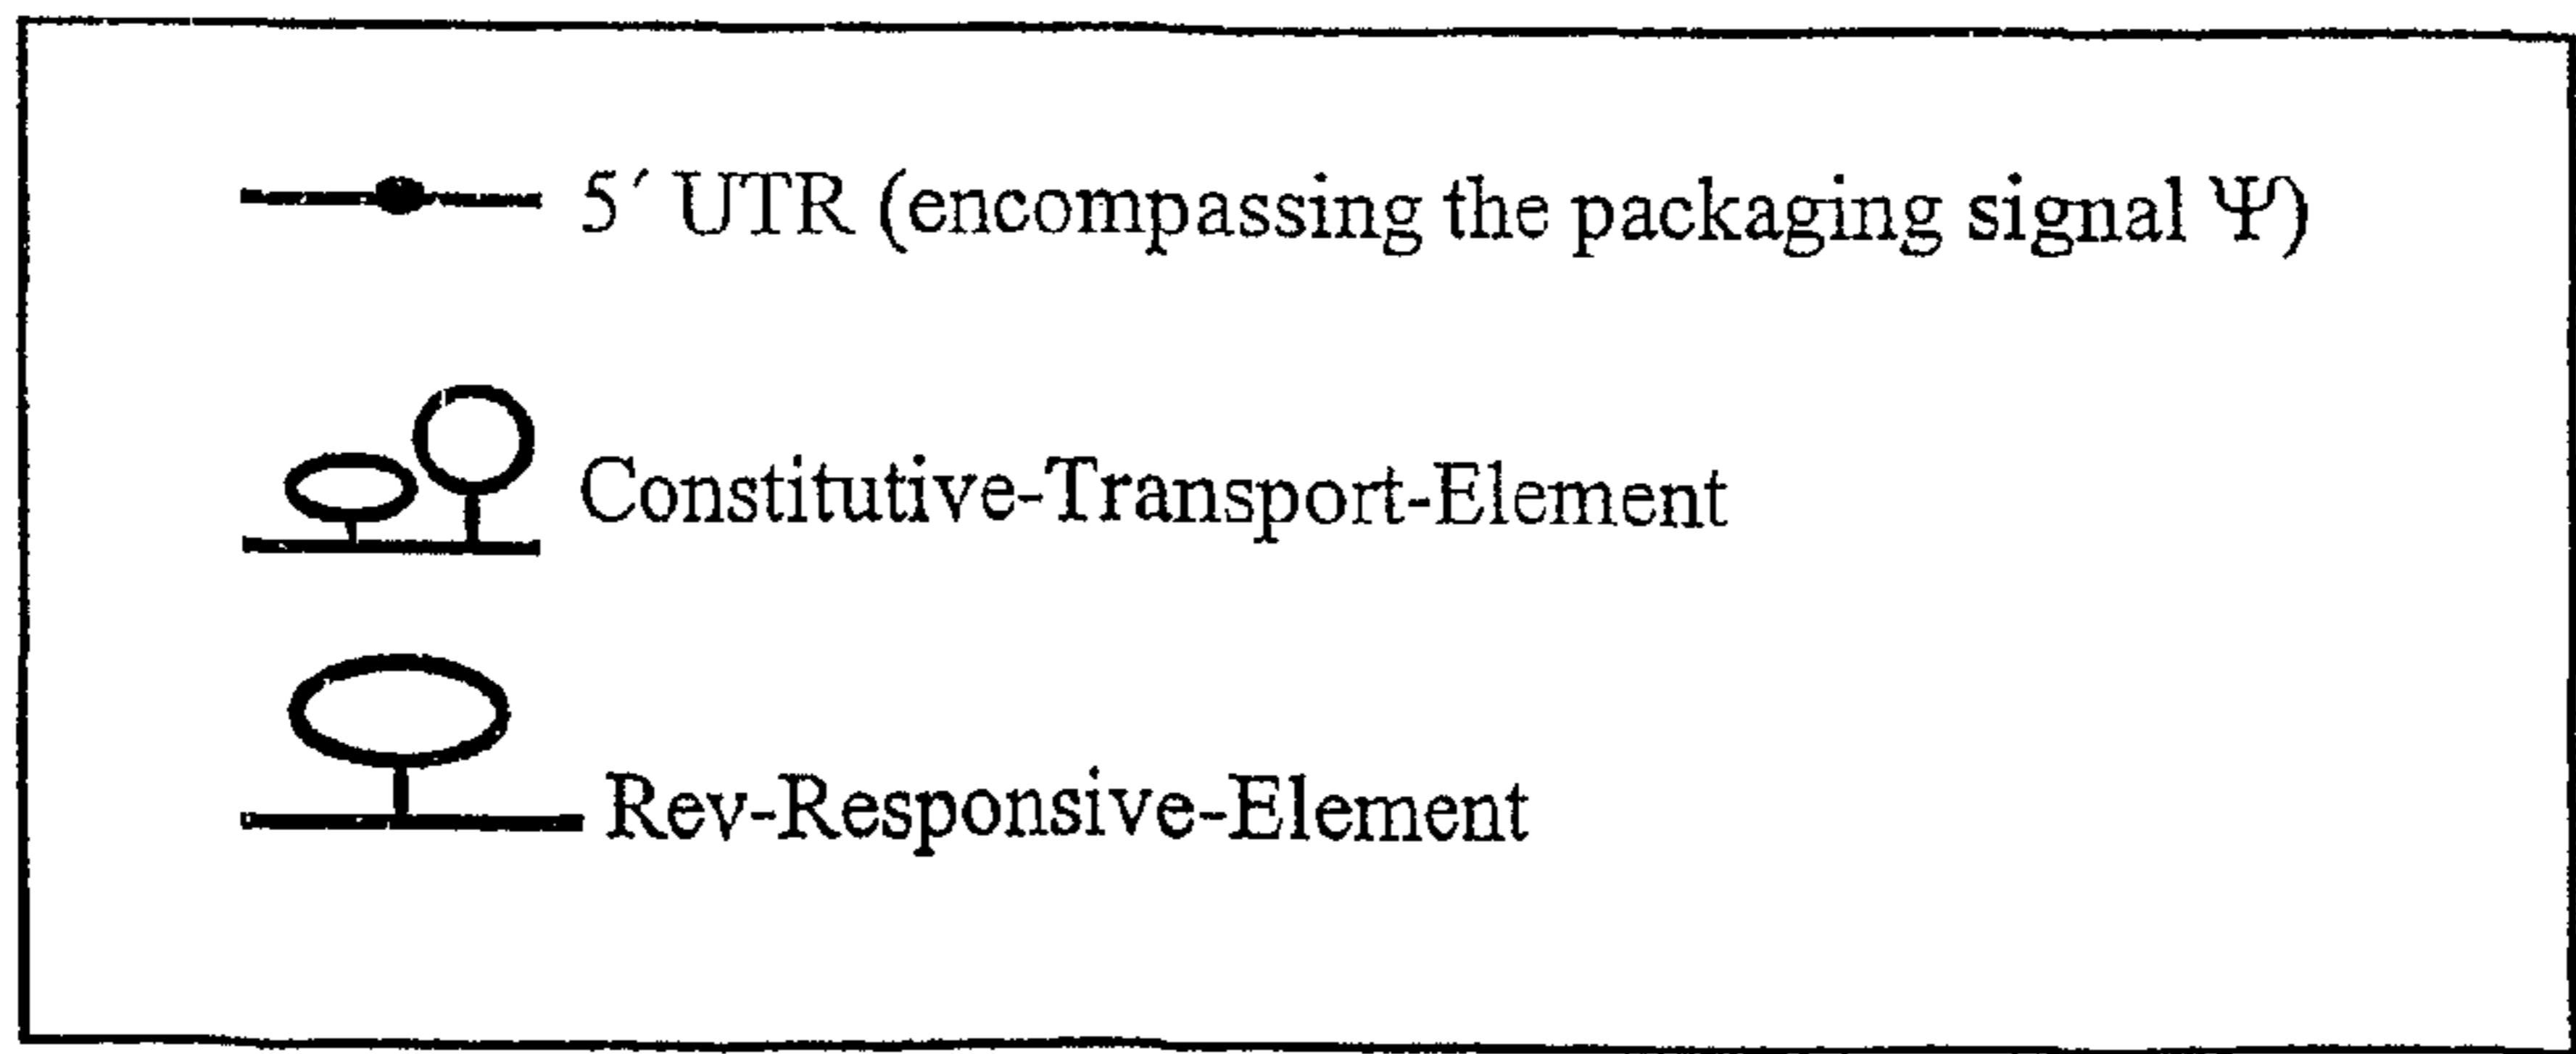 5´ UTR (encompassing the packaging signal Ψ)
Constitutive-Transport-Element
Rev-Responsive-Element